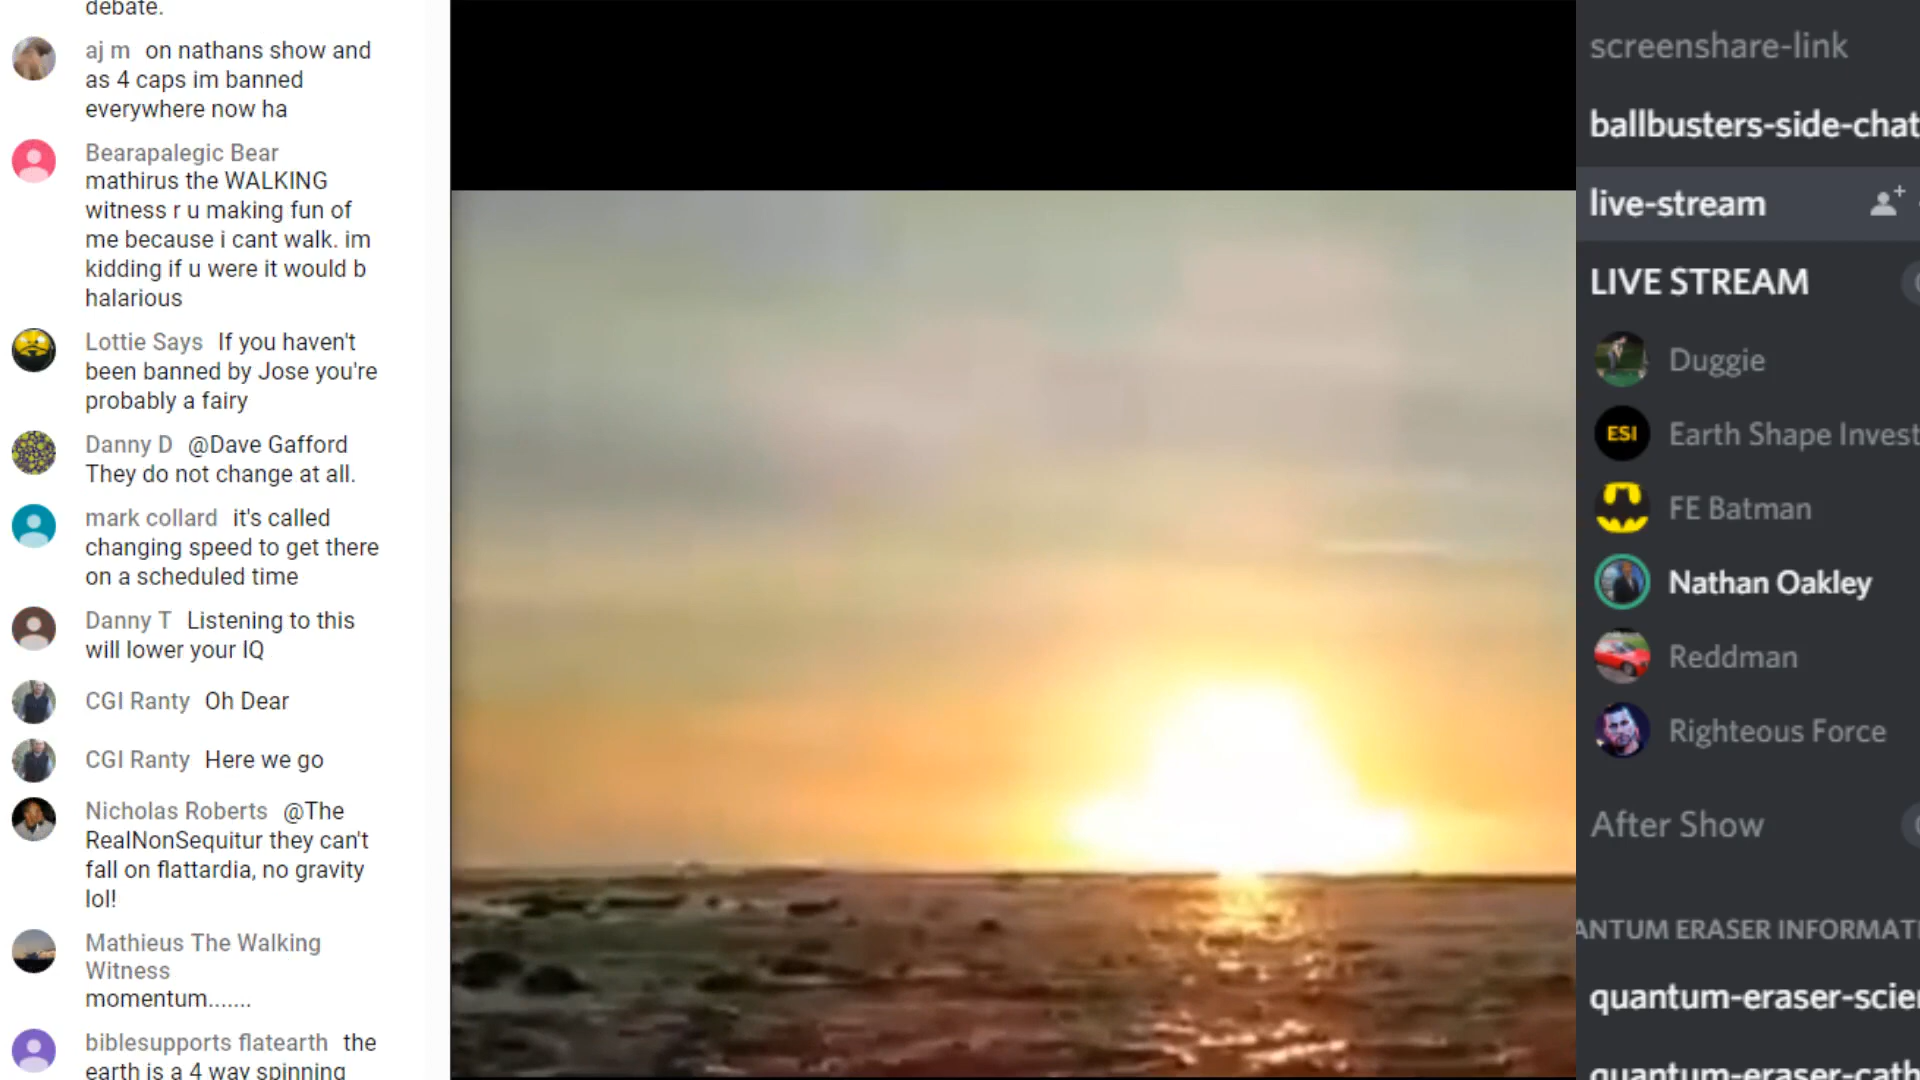 debate.
aj m on nathans show and
as 4 caps im banned
everywhere now ha
Bearapalegic Bear
mathirus the WALKING
witness r u making fun of
me because i cant walk. im
kidding if u were it would b
halarious
Lottie Says If you haven't
been banned by Jose you're
probably a fairy
Danny D @Dave Gafford
They do not change at all.
mark collard it's called
changing speed to get there
on a scheduled time
Danny T Listening to this
will lower your IQ
CGI Ranty Oh Dear
CGI Ranty Here we go
Nicholas Roberts @The
RealNonSequitur they can't
fall on flattardia, no gravity
lol!
Mathieus The Walking
Witness
momentum.......
biblesupports flatearth the
earth is a 4 way spinning
screenshare-link
ballbusters-side-chat
live-stream
LIVE STREAM
Duggie
ESI
Earth Shape Invest
FE Batman
Nathan Oakley
Reddman
Righteous Force
After Show
ANTUM ERASER INFORMATI
quantum-eraser-scie
quantum-eraser-cath